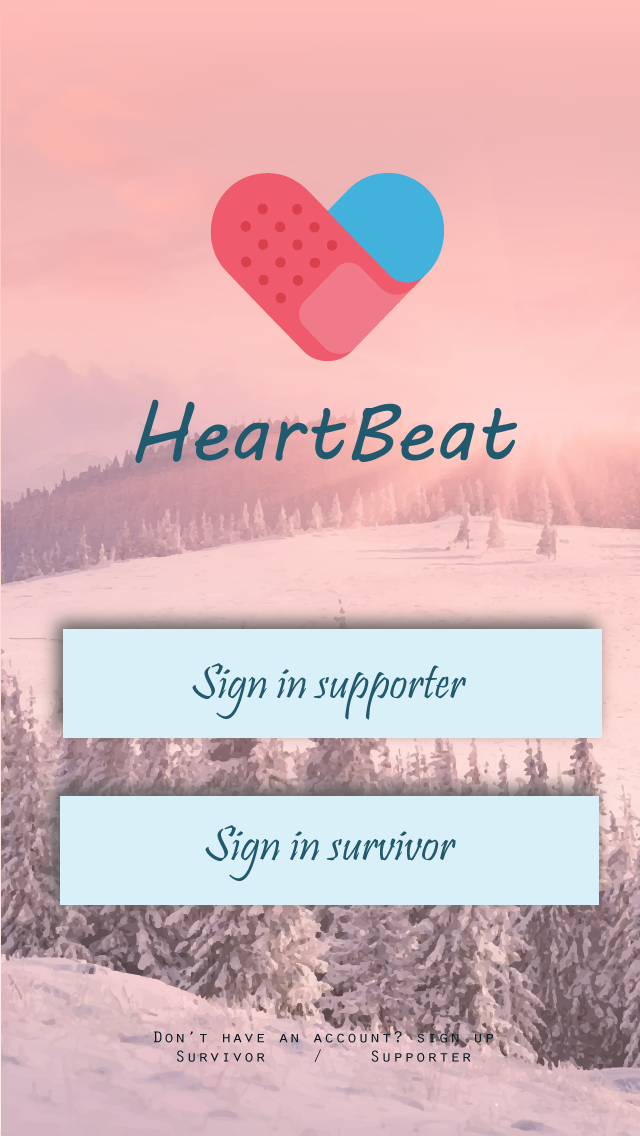 HeartBeat
Sign in supporter
Sign in survivor
Don't have an account? sign up
Survivor / Supporter